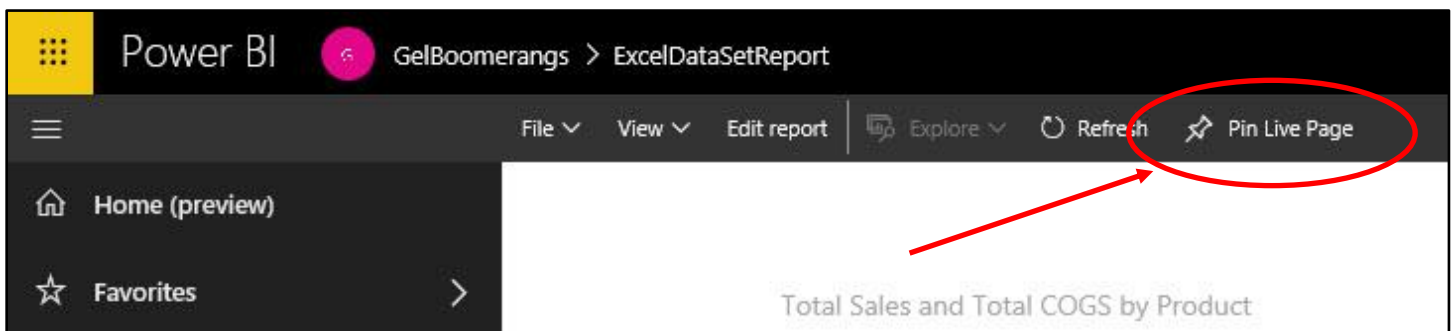 Power BI G GelBoomerangs > ExcelDataSetReport
File View Edit report Explore Refresh Pin Live Page
Home (preview)
Favorites
Total Sales and Total COGS by Product